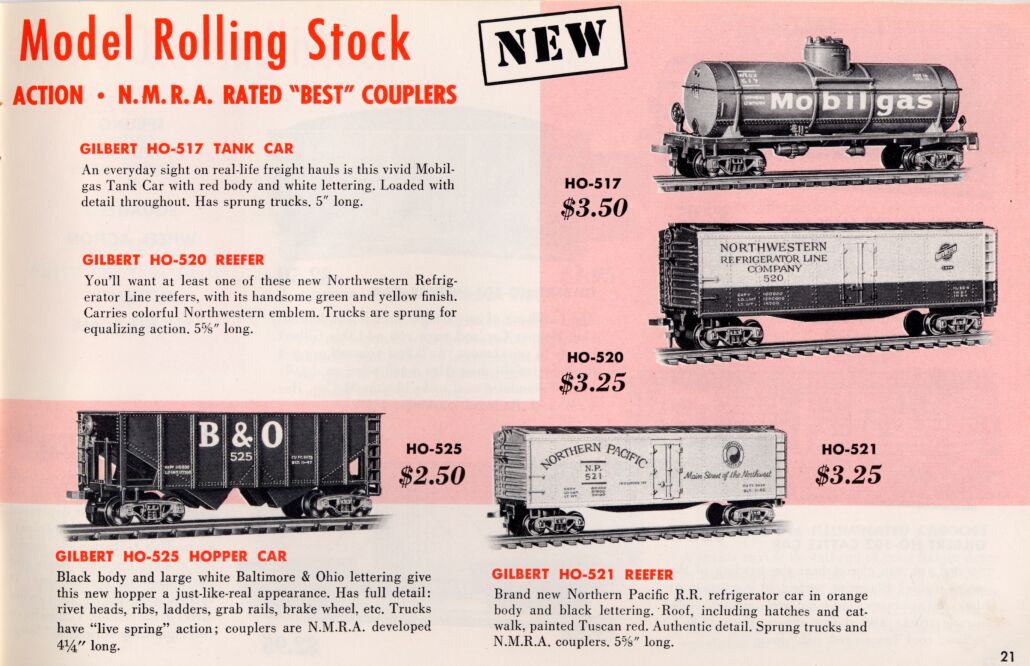 Model Rolling Stock
NEW
ACTION • N.M.R.A. RATED "BEST" COUPLERS
GILBERT HO-517 TANK CAR
An everyday sight on real-life freight hauls is this vivid Mobil-
gas Tank Car with red body and white lettering. Loaded with
detail throughout. Has sprung trucks. 5" long.
Mobilgas
HO-517
$3.50
GILBERT HO-520 REEFER
You'll want at least one of these new Northwestern Refrig-
erator Line reefers, with its handsome green and yellow finish.
Carries colorful Northwestern emblem. Trucks are sprung for
equalizing action. 5⅝" long.
NORTHWESTERN
REFRIGERATOR LINE
COMPANY
520
HO-520
$3.25
B & O
525
HO-525
$2.50
NORTHERN PACIFIC
N.P.
521
Main Street of the Northwest
HO-521
$3.25
GILBERT HO-525 HOPPER CAR
Black body and large white Baltimore & Ohio lettering give
this new hopper a just-like-real appearance. Has full detail:
rivet heads, ribs, ladders, grab rails, brake wheel, etc. Trucks
have "live spring" action; couplers are N.M.R.A. developed
4¼" long.
GILBERT HO-521 REEFER
Brand new Northern Pacific R.R. refrigerator car in orange
body and black lettering. Roof, including hatches and cat-
walk, painted Tuscan red. Authentic detail. Sprung trucks and
N.M.R.A. couplers. 5⅝" long.
21